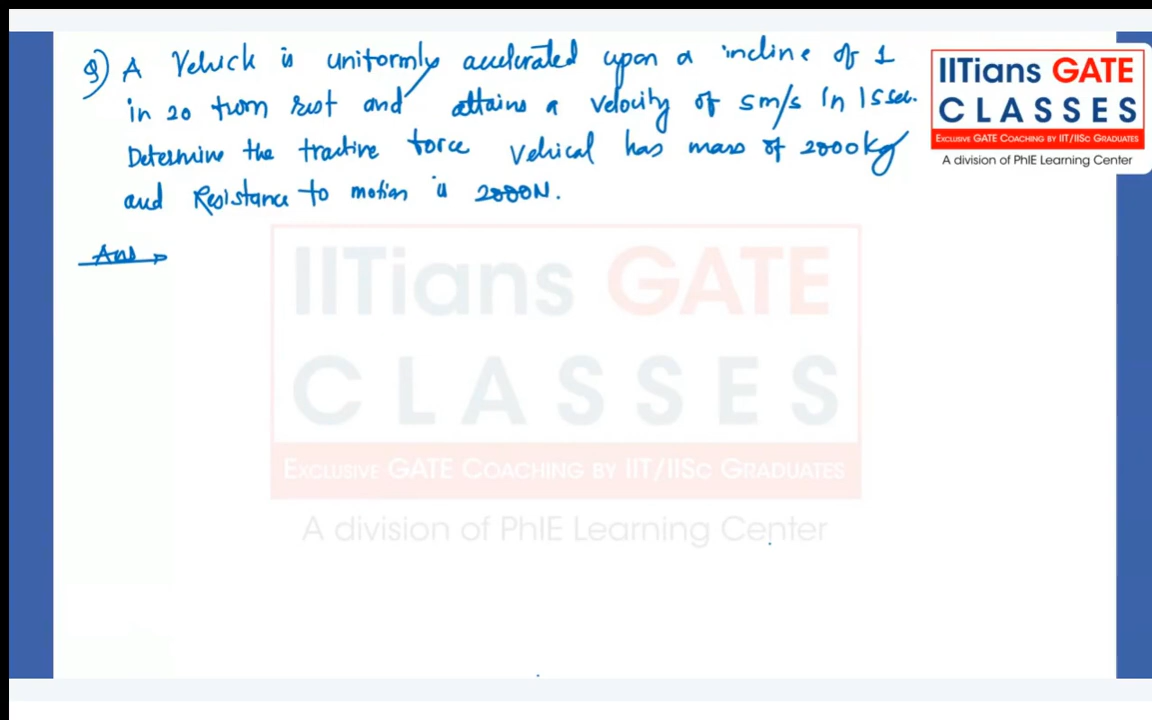 Q) A Vehicle is uniformly accelerated upon a incline of 1
in 20 from rest and attains a velocity of 5m/s in 15sec.
Determine the tractive force Vehical has mass of 2000kg
and Resistance to motion is 2000N.
Ans
IITians GATE
CLASSES
EXCLUSIVE GATE COACHING BY IIT/IISc GRADUATES
A division of PhIE Learning Center
IITians GATE
CLASSES
EXCLUSIVE GATE COACHING BY IIT/IISc GRADUATES
A division of PhIE Learning Center